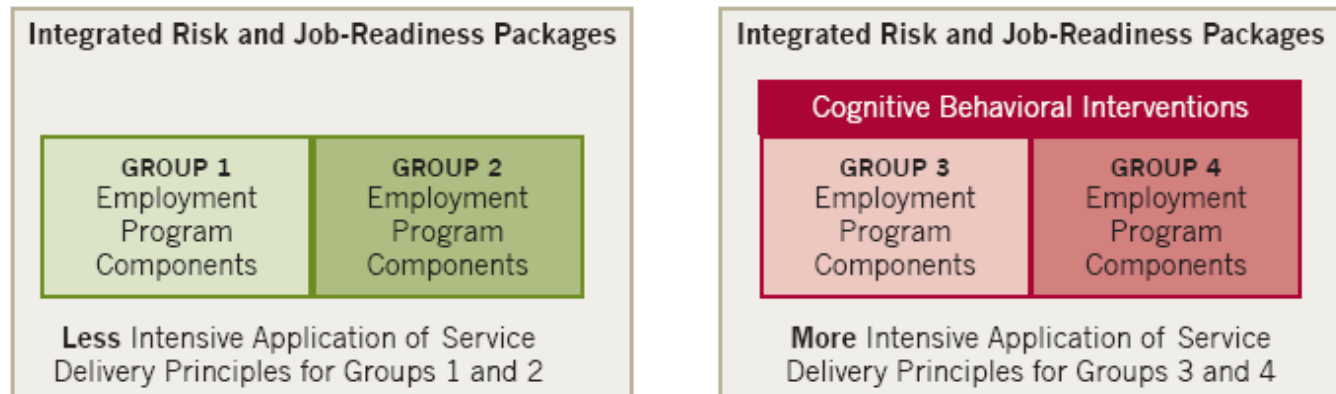 Integrated Risk and Job-Readiness Packages
GROUP 1
Employment
Program
Components
GROUP 2
Employment
Program
Components
Less Intensive Application of Service
Delivery Principles for Groups 1 and 2
Integrated Risk and Job-Readiness Packages
Cognitive Behavioral Interventions
GROUP 3
Employment
Program
Components
GROUP 4
Employment
Program
Components
More Intensive Application of Service
Delivery Principles for Groups 3 and 4